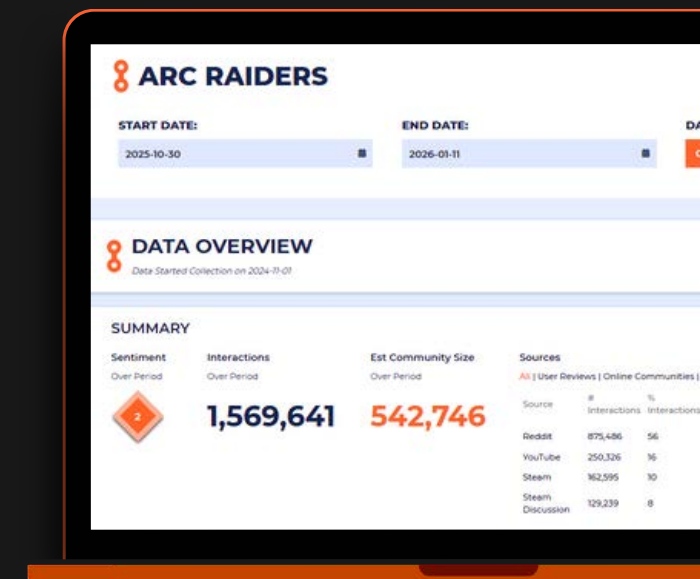 ARC RAIDERS
START DATE:
END DATE:
DA
2025-10-30
2026-01-11
DATA OVERVIEW
Data Started Collection on 2024-11-01
SUMMARY
Sentiment
Over Period
2
Interactions
Over Period
1,569,641
Est Community Size
Over Period
542,746
Sources
All | User Reviews | Online Communities |
Source # Interactions % Interactions
Reddit 875,486 56
YouTube 250,326 16
Steam 162,595 10
Steam Discussion 129,239 8